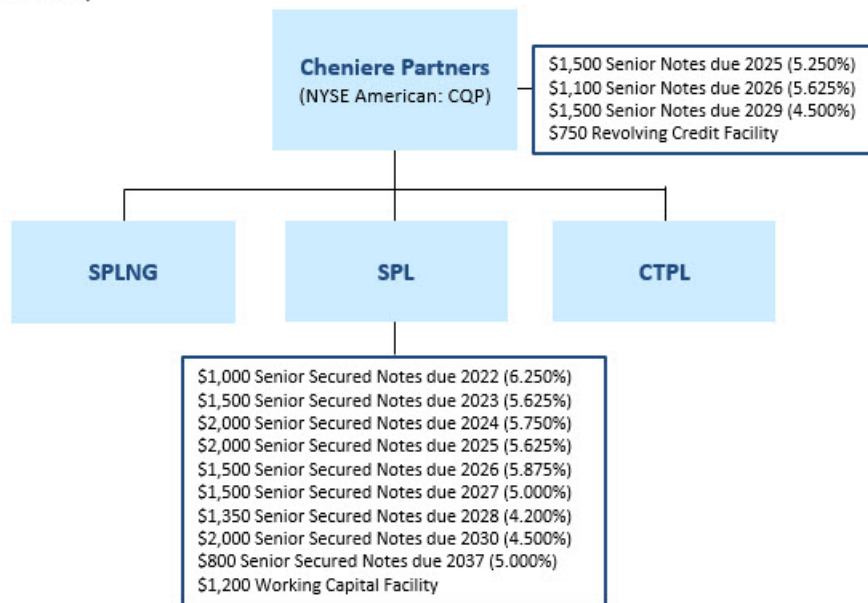 Cheniere Partners
(NYSE American: CQP)
$1,500 Senior Notes due 2025 (5.250%)
$1,100 Senior Notes due 2026 (5.625%)
$1,500 Senior Notes due 2029 (4.500%)
$750 Revolving Credit Facility
SPLNG
SPL
CTPL
$1,000 Senior Secured Notes due 2022 (6.250%)
$1,500 Senior Secured Notes due 2023 (5.625%)
$2,000 Senior Secured Notes due 2024 (5.750%)
$2,000 Senior Secured Notes due 2025 (5.625%)
$1,500 Senior Secured Notes due 2026 (5.875%)
$1,500 Senior Secured Notes due 2027 (5.000%)
$1,350 Senior Secured Notes due 2028 (4.200%)
$2,000 Senior Secured Notes due 2030 (4.500%)
$800 Senior Secured Notes due 2037 (5.000%)
$1,200 Working Capital Facility